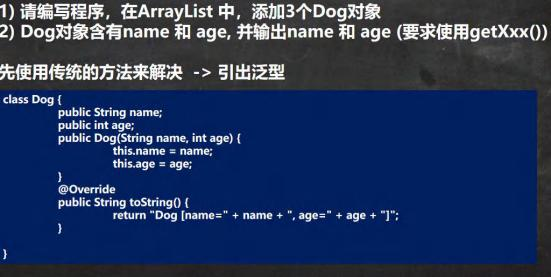 1) 请编写程序，在ArrayList 中，添加3个Dog对象
2) Dog对象含有name 和 age, 并输出name 和 age (要求使用getXxx())
先使用传统的方法来解决 -> 引出泛型
class Dog {
public String name;
public int age;
public Dog(String name, int age) {
this.name = name;
this.age = age;
}
@Override
public String toString() {
return "Dog [name=" + name + ", age=" + age + "]";
}
}